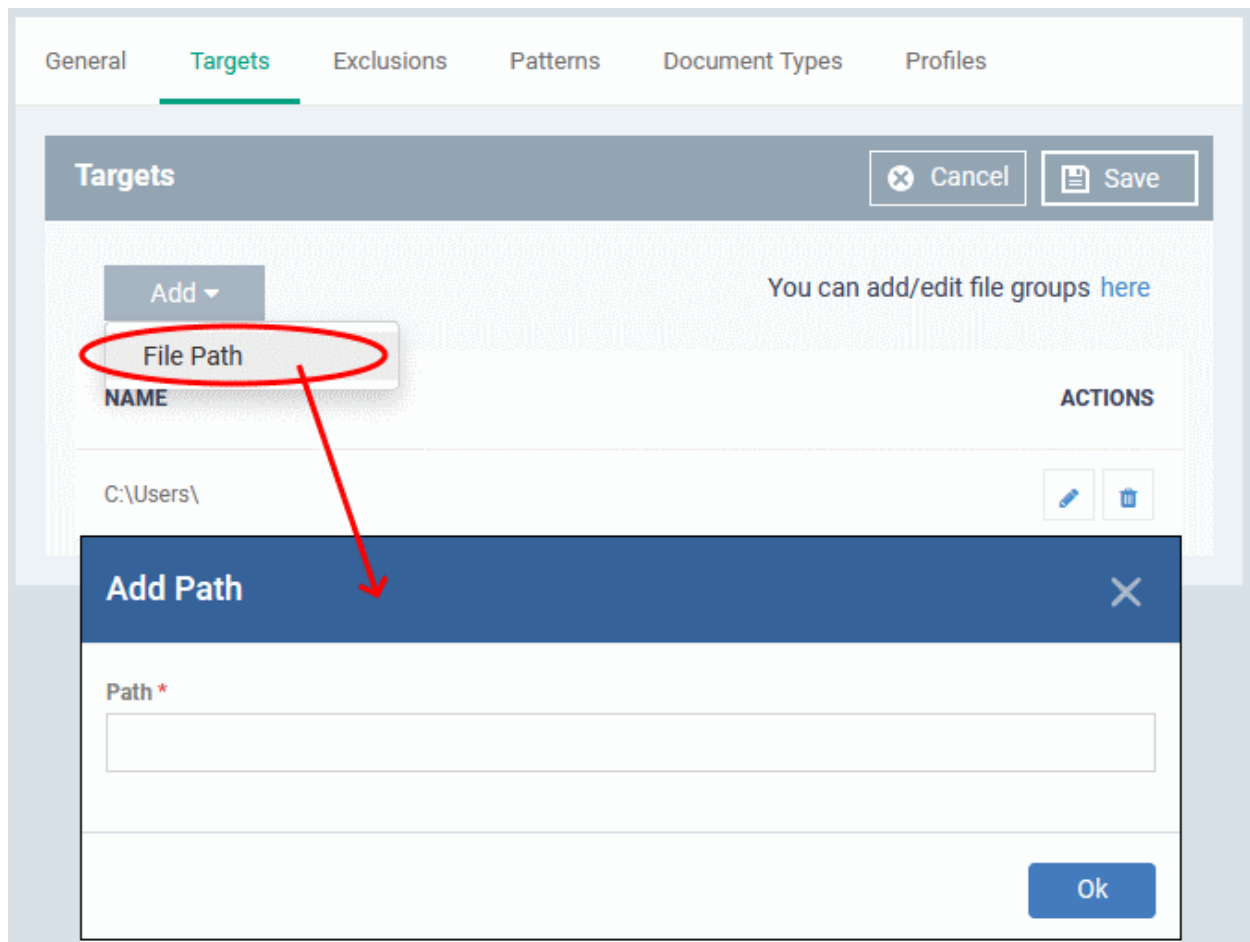 General Targets Exclusions Patterns Document Types Profiles
Targets Cancel Save
Add You can add/edit file groups here
File Path
NAME ACTIONS
C:\Users\
Add Path
Path *
Ok